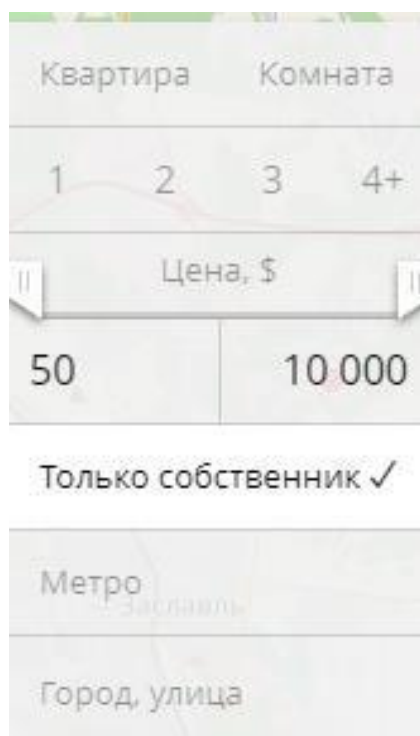 Квартира Комната
1 2 3 4+
Цена, $
50 10 000
Только собственник ✓
Метро
Заславль
Город, улица